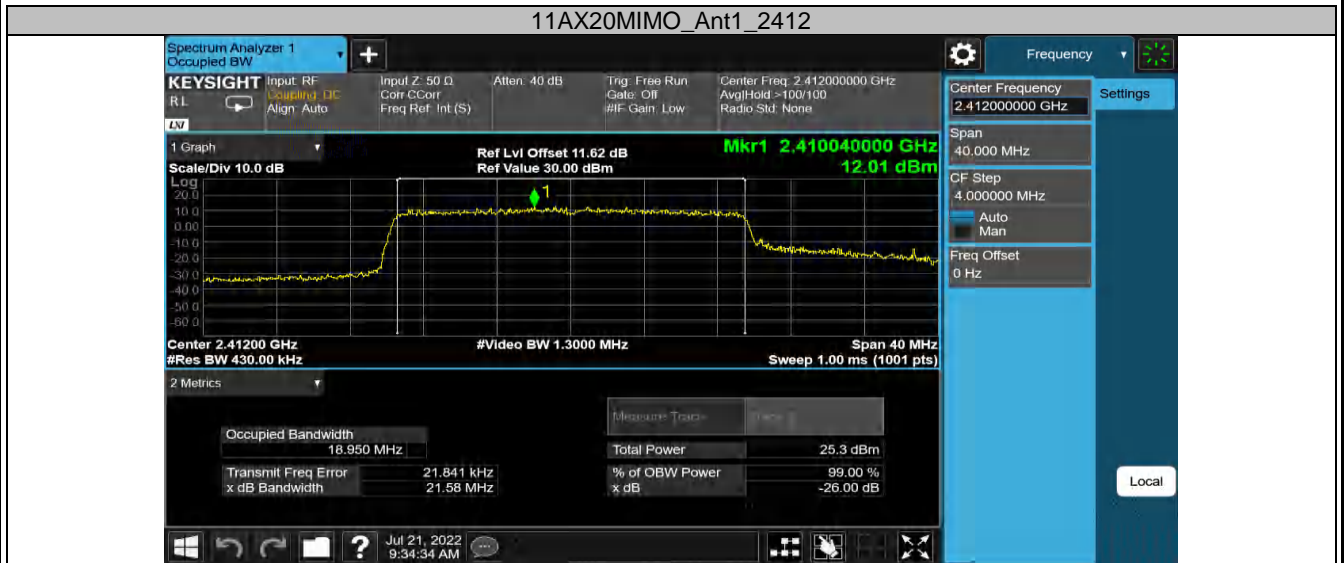 11AX20MIMO_Ant1_2412
Spectrum Analyzer 1
Occupied BW
+
Frequency
KEYSIGHT
RL
LXI
Input: RF
Coupling: DC
Align: Auto
Input Z: 50 Ω
Corr CCorr
Freq Ref: Int (S)
Atten: 40 dB
Trig: Free Run
Gate: Off
#IF Gain: Low
Center Freq: 2.412000000 GHz
Avg|Hold:>100/100
Radio Std: None
Center Frequency
2.412000000 GHz
Settings
Span
40.000 MHz
CF Step
4.000000 MHz
Auto
Man
Freq Offset
0 Hz
1 Graph
Scale/Div 10.0 dB
Ref Lvl Offset 11.62 dB
Ref Value 30.00 dBm
Mkr1 2.410040000 GHz
12.01 dBm
Log
20.0
10.0
0.00
-10.0
-20.0
-30.0
-40.0
-50.0
-60.0
1
Center 2.41200 GHz
#Video BW 1.3000 MHz
Span 40 MHz
#Res BW 430.00 kHz
Sweep 1.00 ms (1001 pts)
2 Metrics
Measure Trace
Occupied Bandwidth
18.950 MHz
Total Power 25.3 dBm
Transmit Freq Error 21.841 kHz
% of OBW Power 99.00 %
x dB Bandwidth 21.58 MHz
x dB -26.00 dB
Local
?
Jul 21, 2022
9:34:34 AM